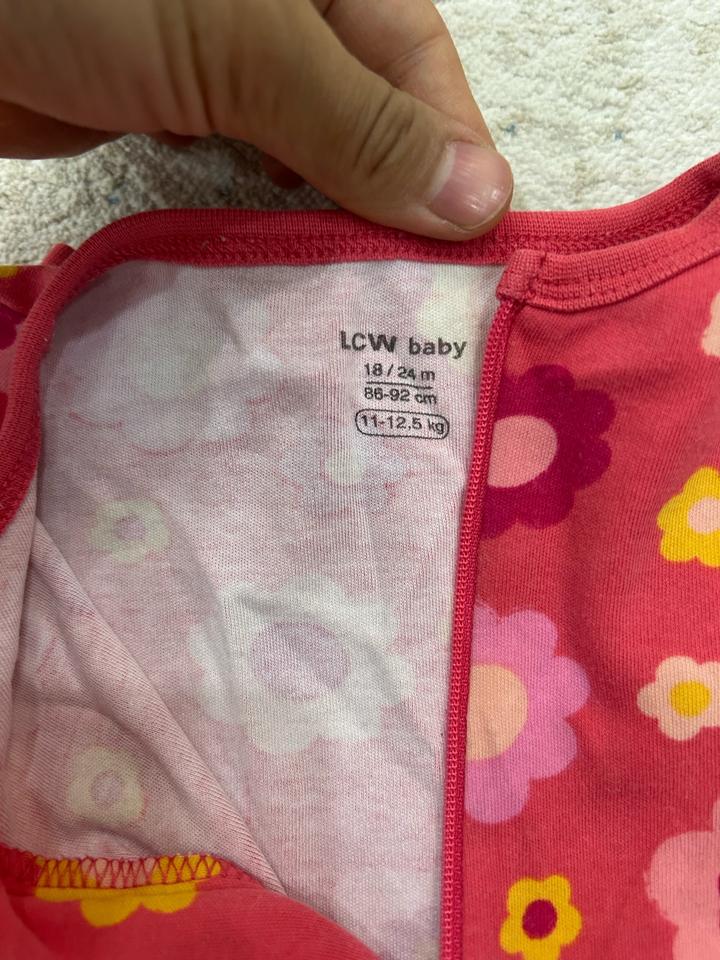 LCW baby
18 / 24 m
86-92 cm
11-12,5 kg